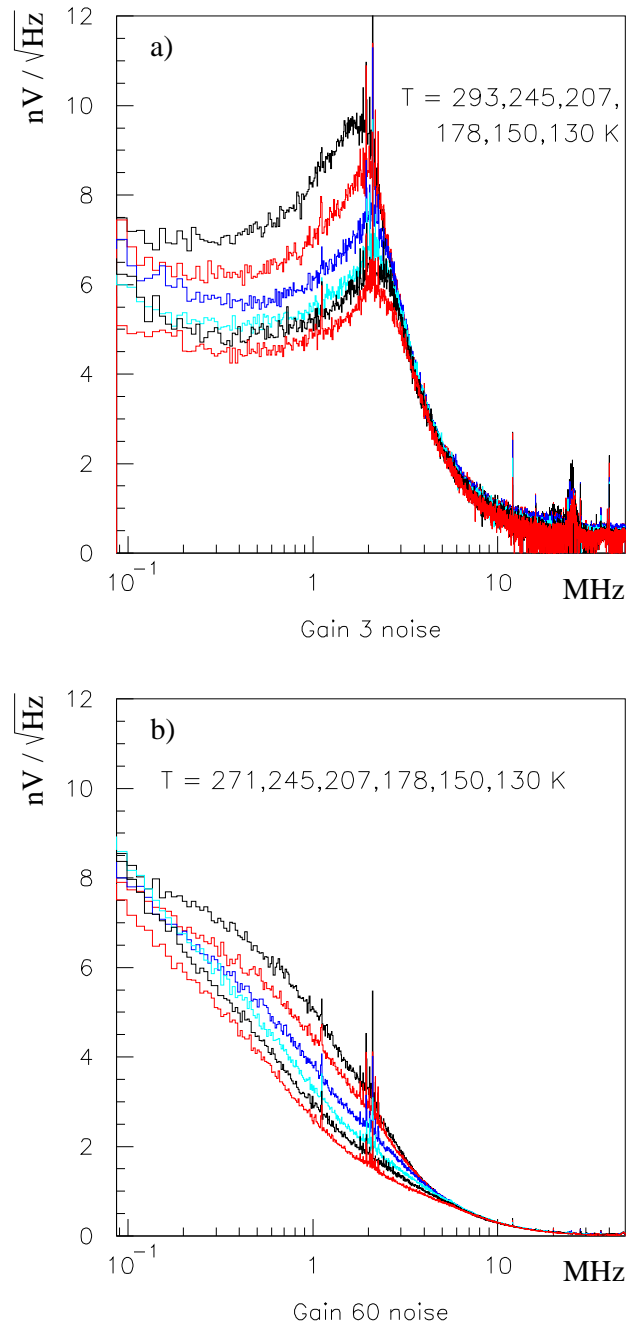 12
a)
nV / √Hz
T = 293,245,207,
178,150,130 K
10
8
6
4
2
0
10⁻¹
1
10
MHz
Gain 3 noise
12
b)
nV / √Hz
T = 271,245,207,178,150,130 K
10
8
6
4
2
0
10⁻¹
1
10
MHz
Gain 60 noise